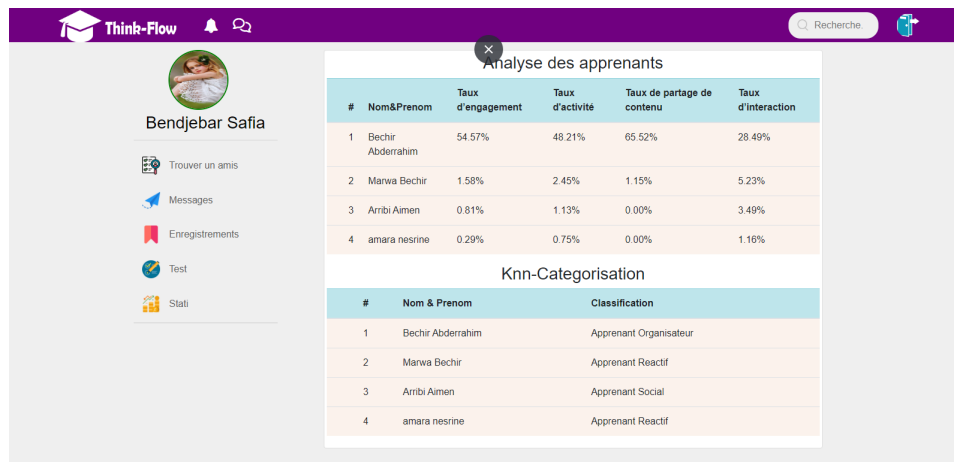 Think-Flow
Recherche.
Bendjebar Safia
Trouver un amis
Messages
Enregistrements
Test
Stati
Analyse des apprenants
# Nom&Prenom Taux d'engagement Taux d'activité Taux de partage de contenu Taux d'interaction
1 Bechir Abderrahim 54.57% 48.21% 65.52% 28.49%
2 Marwa Bechir 1.58% 2.45% 1.15% 5.23%
3 Arribi Aimen 0.81% 1.13% 0.00% 3.49%
4 amara nesrine 0.29% 0.75% 0.00% 1.16%
Knn-Categorisation
# Nom & Prenom Classification
1 Bechir Abderrahim Apprenant Organisateur
2 Marwa Bechir Apprenant Reactif
3 Arribi Aimen Apprenant Social
4 amara nesrine Apprenant Reactif